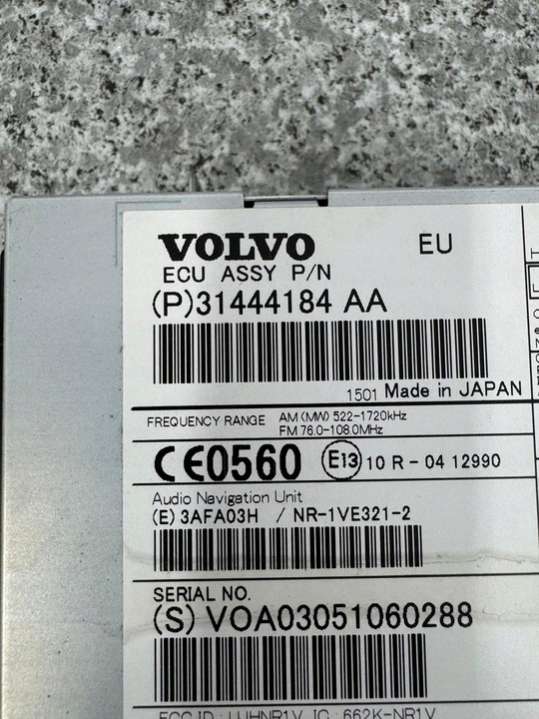 VOLVO EU
ECU ASSY P/N
(P)31444184 AA
1501 Made in JAPAN
FREQUENCY RANGE AM(MW) 522-1720kHz
FM 76.0-108.0MHz
CE0560 E13 10 R - 04 12990
Audio Navigation Unit
(E) 3AFA03H / NR-1VE321-2
SERIAL NO.
(S) VOA03051060288